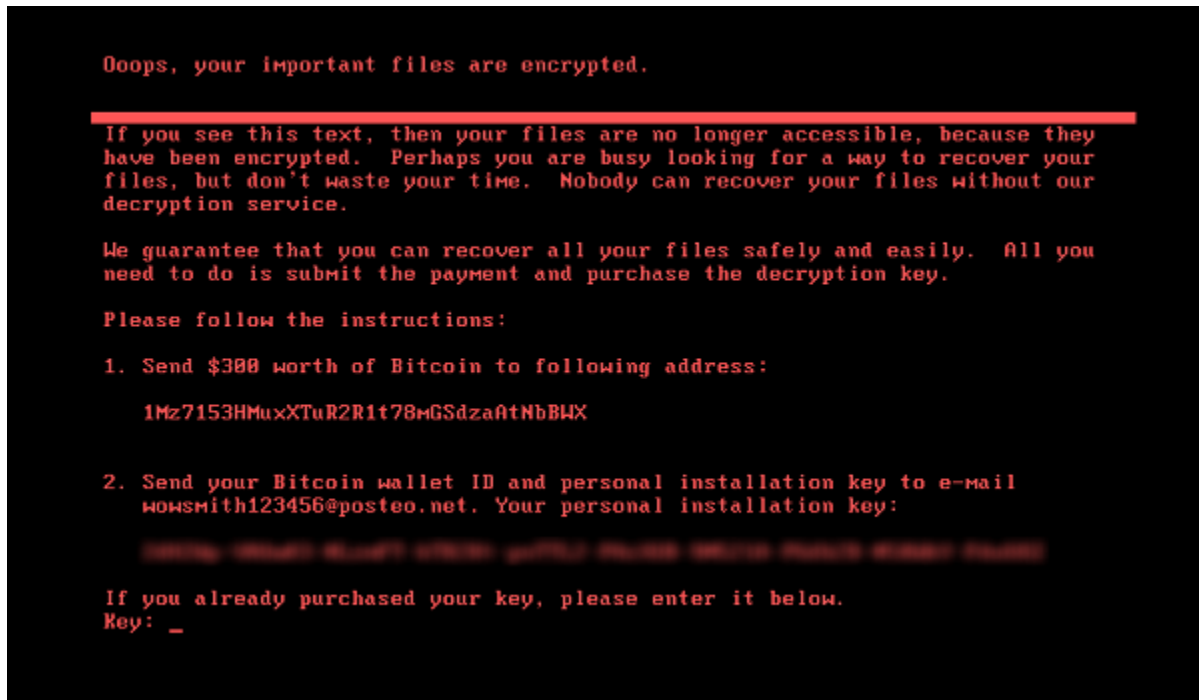 Ooops, your important files are encrypted.
If you see this text, then your files are no longer accessible, because they
have been encrypted.  Perhaps you are busy looking for a way to recover your
files, but don't waste your time.  Nobody can recover your files without our
decryption service.
We guarantee that you can recover all your files safely and easily.  All you
need to do is submit the payment and purchase the decryption key.
Please follow the instructions:
1. Send $300 worth of Bitcoin to following address:
1Mz7153HMuxXTuR2R1t78mGSdzaAtNbBWX
2. Send your Bitcoin wallet ID and personal installation key to e-mail
wowsmith123456@posteo.net. Your personal installation key:
If you already purchased your key, please enter it below.
Key: _